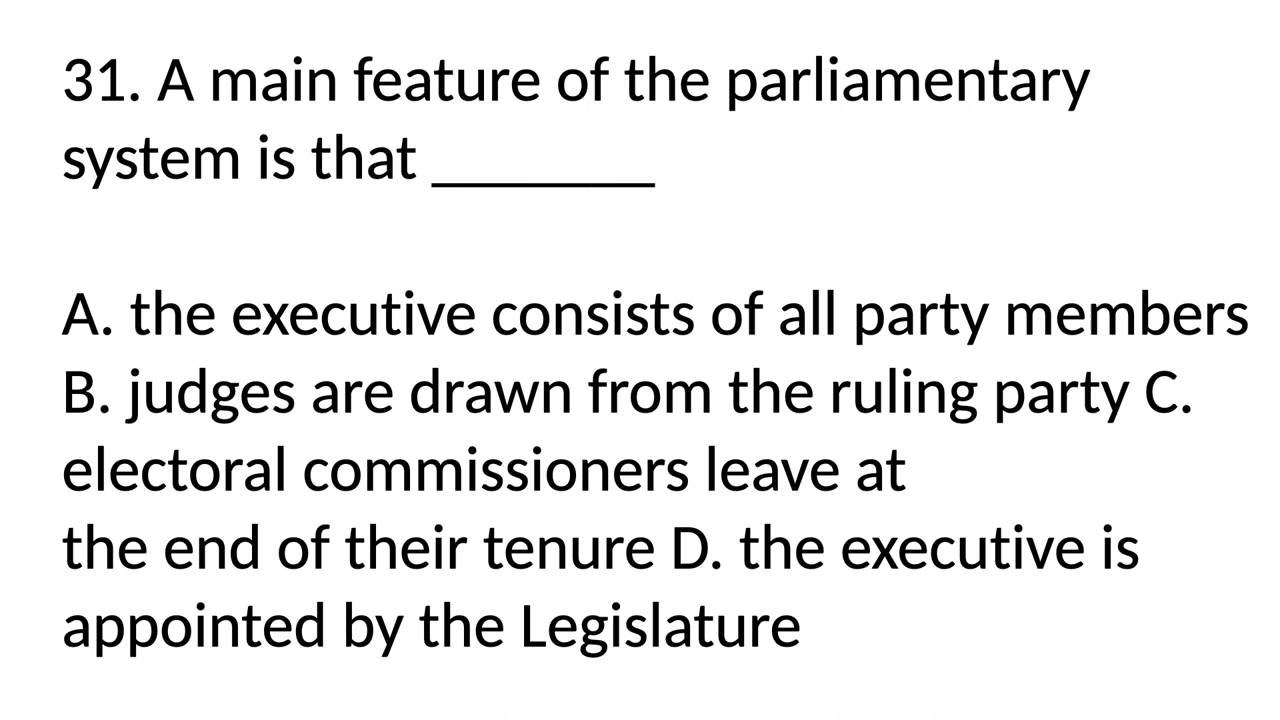 31. A main feature of the parliamentary
system is that _______
A. the executive consists of all party members
B. judges are drawn from the ruling party C.
electoral commissioners leave at
the end of their tenure D. the executive is
appointed by the Legislature